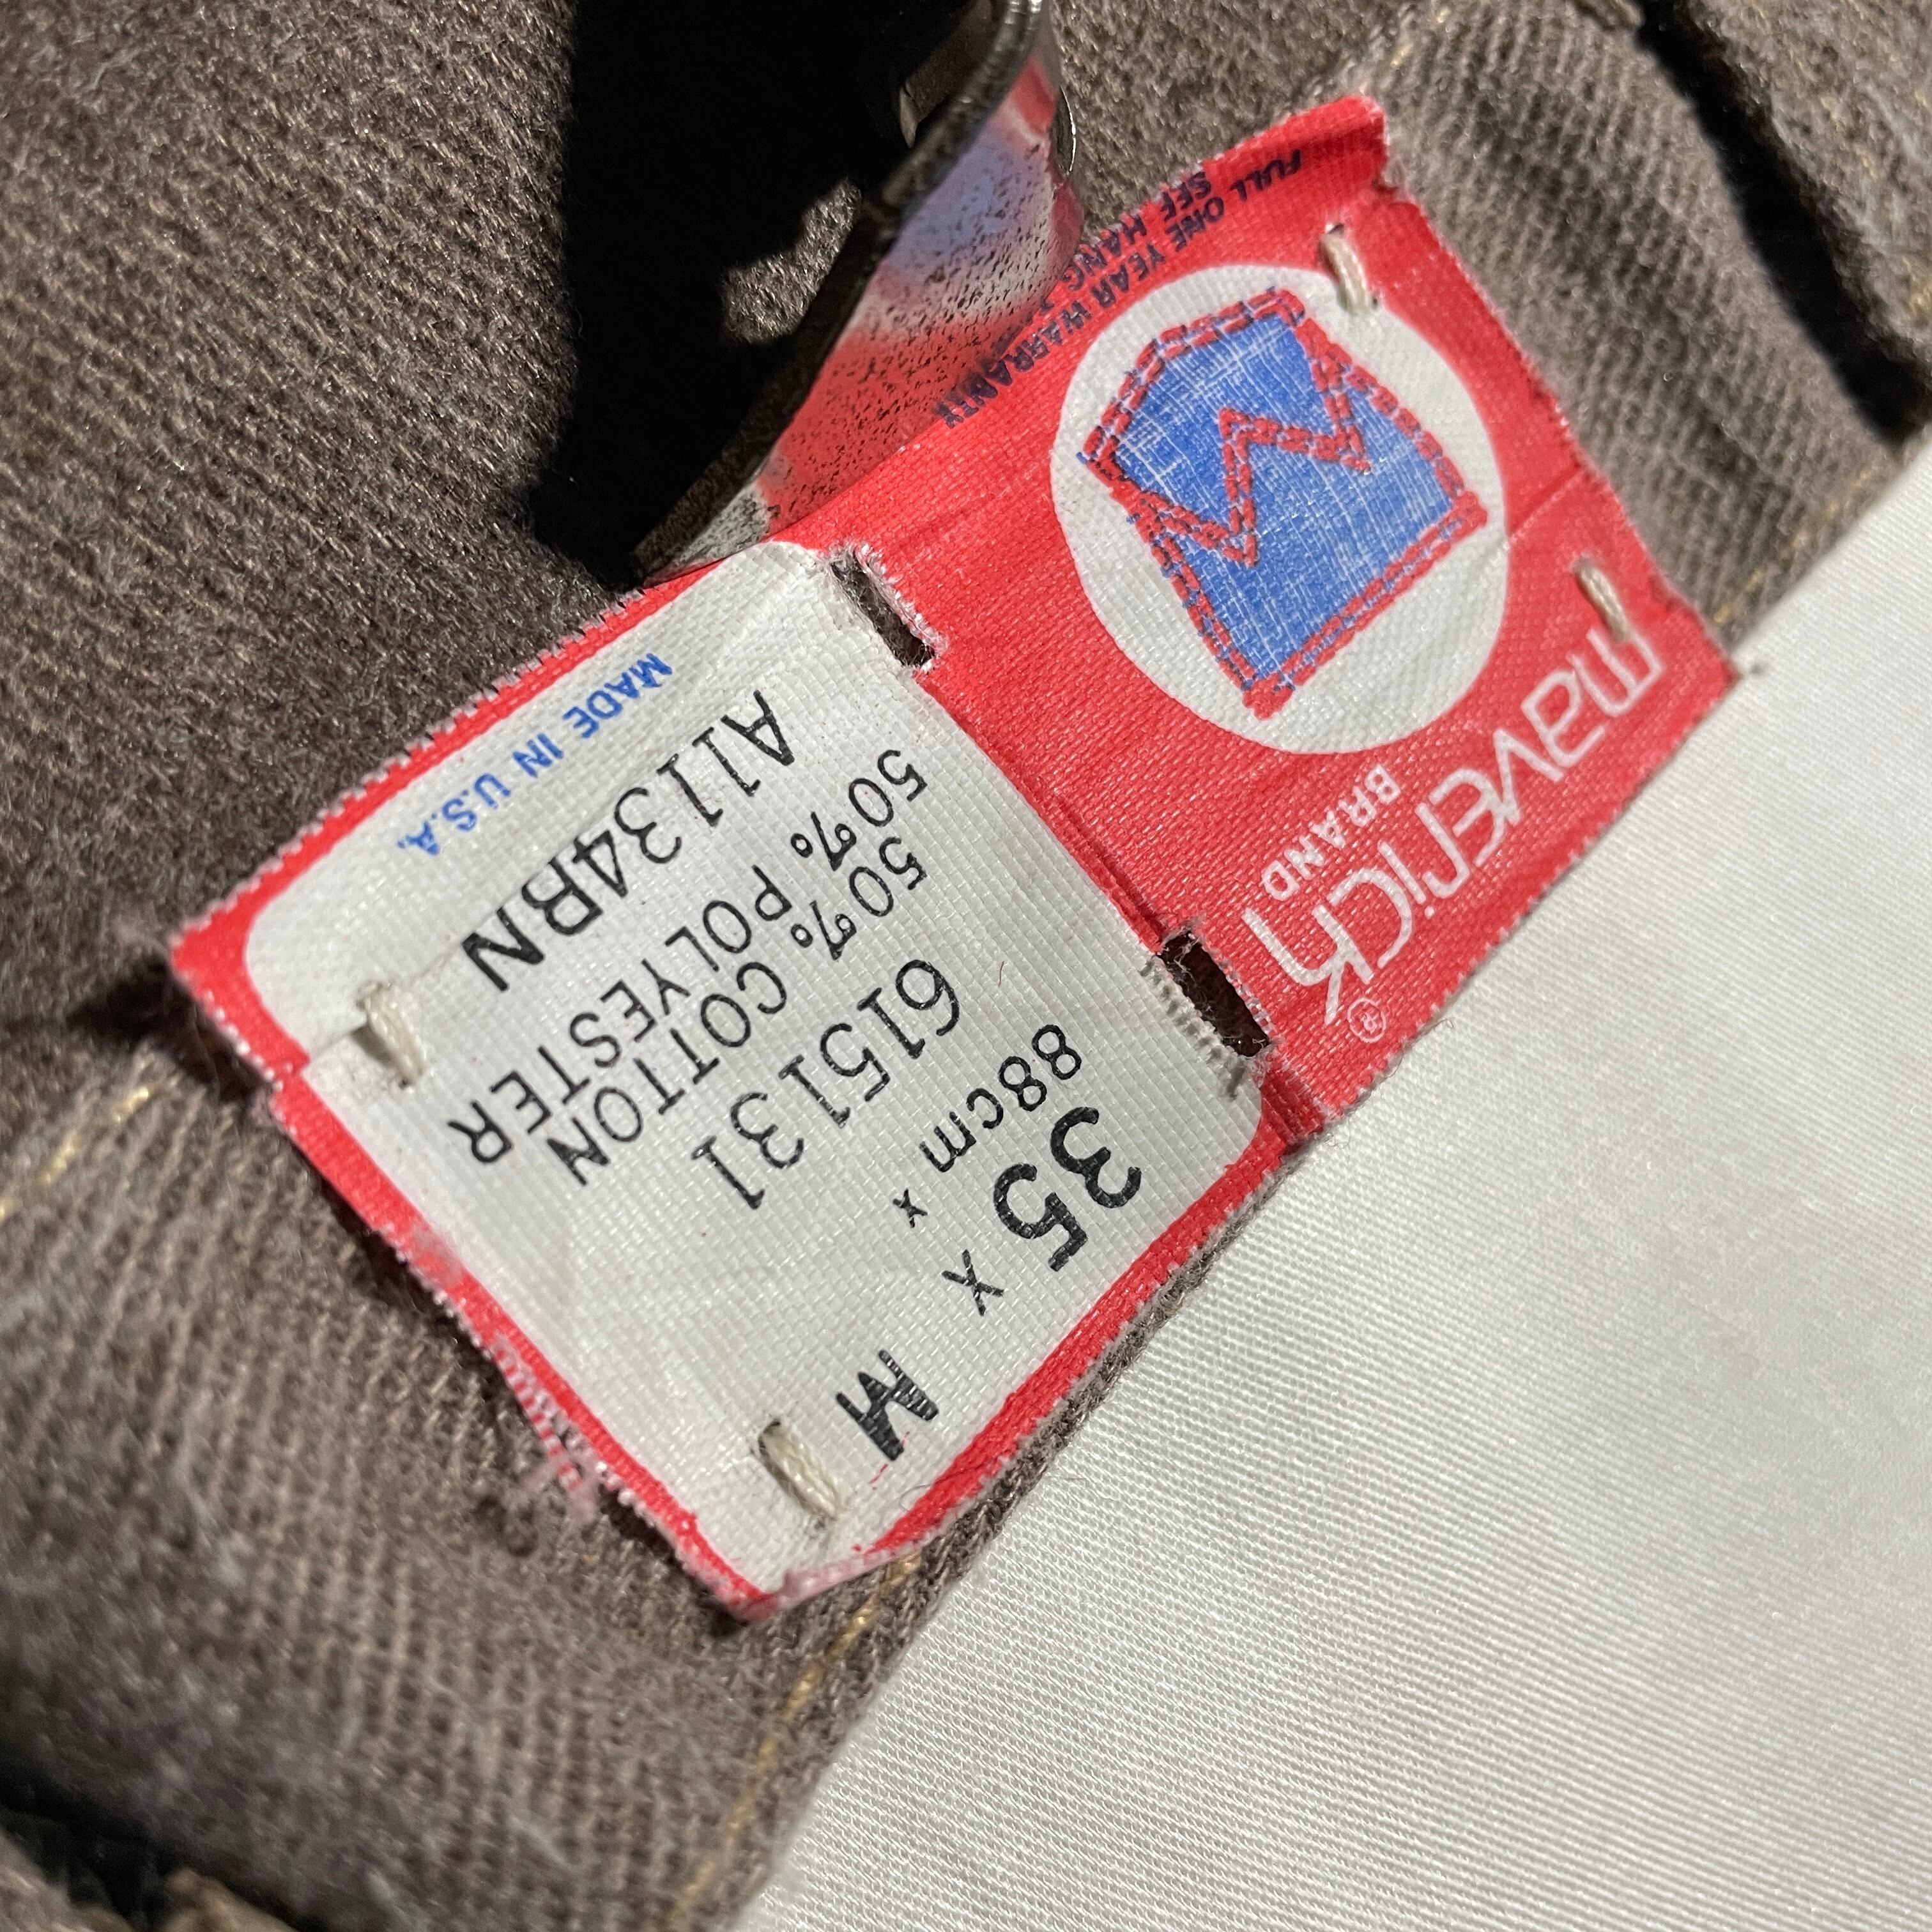 maverick®
BRAND
FULL ONE YEAR WARRANTY
SEE HANG
35 X M
88cm x
615131
50% COTTON
50% POLYESTER
A1134BN
MADE IN U.S.A.